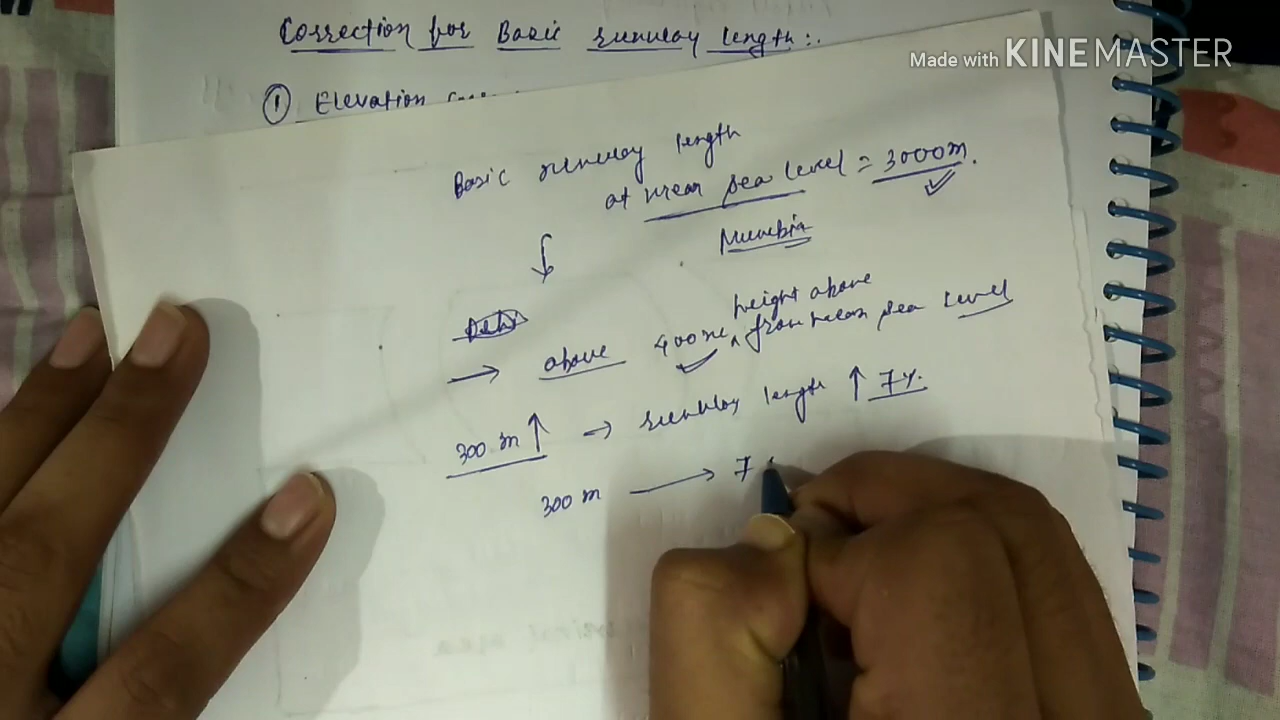 Correction for Basic runway length:.
Made with KINEMASTER
① Elevation
Basic runway length
at mean sea level = 3000m.
Mumbai
height above
→ above 400m ʌ from mean sea level
300 m ↑ → runway length ↑ 7%.
300 m → 7